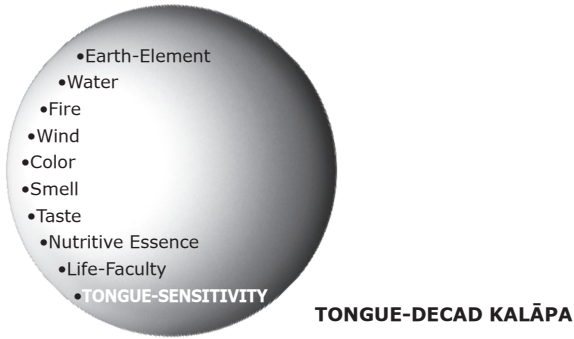 •Earth-Element
•Water
•Fire
•Wind
•Color
•Smell
•Taste
•Nutritive Essence
•Life-Faculty
•TONGUE-SENSITIVITY
TONGUE-DECAD KALĀPA